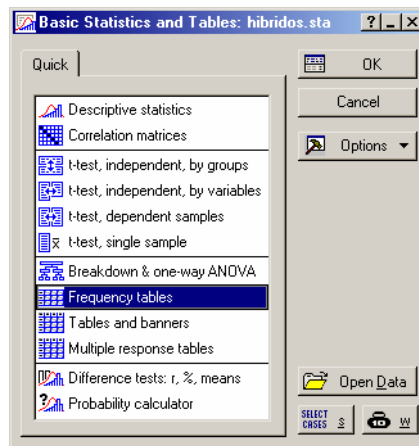 Basic Statistics and Tables: hibridos.sta
Quick
OK
Cancel
Options
Descriptive statistics
Correlation matrices
t-test, independent, by groups
t-test, independent, by variables
t-test, dependent samples
t-test, single sample
Breakdown & one-way ANOVA
Frequency tables
Tables and banners
Multiple response tables
Difference tests: r, %, means
Probability calculator
Open Data
SELECT
CASES
S
W